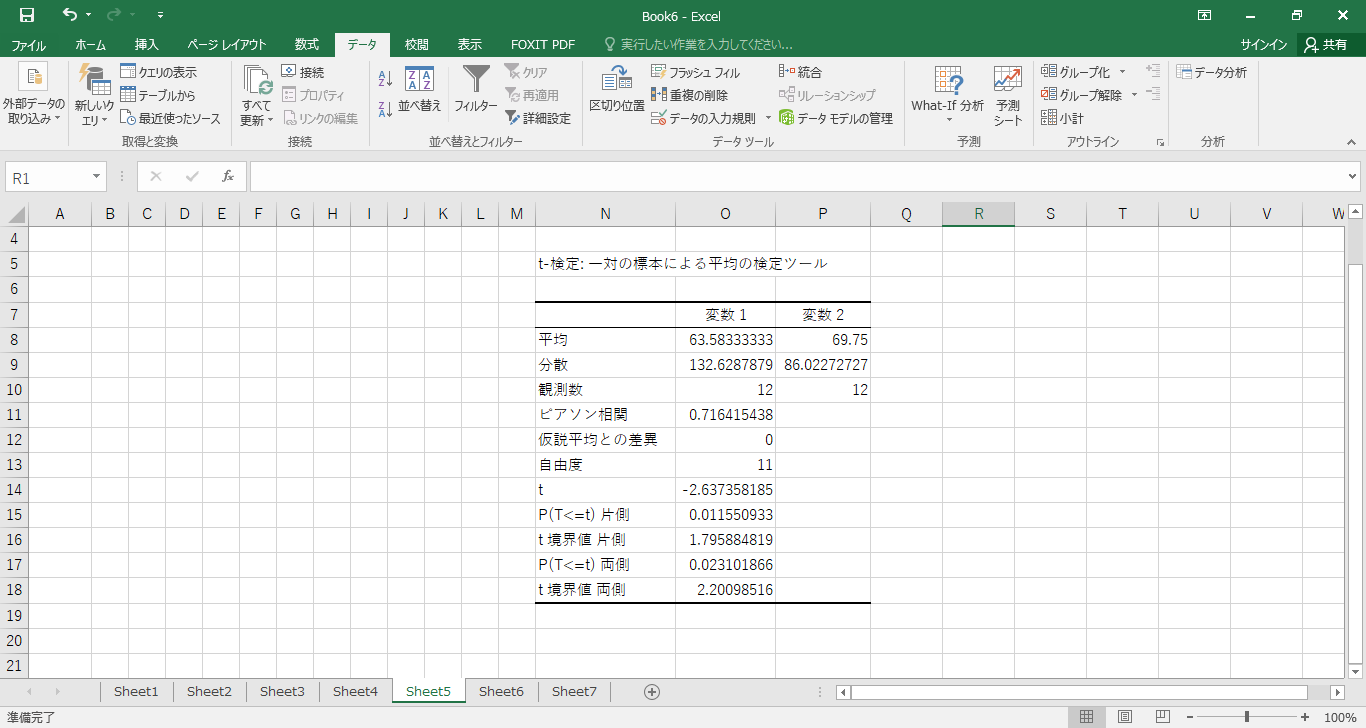 Book6 - Excel
ファイル ホーム 挿入 ページ レイアウト 数式 データ 校閲 表示 FOXIT PDF 実行したい作業を入力してください... サインイン 共有
外部データの
取り込み
新しいク
エリ
クエリの表示
テーブルから
最近使ったソース
取得と変換
すべて
更新
接続
プロパティ
リンクの編集
接続
並べ替え
フィルター
クリア
再適用
詳細設定
並べ替えとフィルター
区切り位置
フラッシュ フィル
重複の削除
データの入力規則
統合
リレーションシップ
データ モデルの管理
データ ツール
What-If 分析
予測
シート
予測
グループ化
グループ解除
小計
アウトライン
データ分析
分析
R1
fx
A B C D E F G H I J K L M N O P Q R S T U V W
4
5 t-検定: 一対の標本による平均の検定ツール
6
7 変数 1 変数 2
8 平均 63.58333333 69.75
9 分散 132.6287879 86.02272727
10 観測数 12 12
11 ピアソン相関 0.716415438
12 仮説平均との差異 0
13 自由度 11
14 t -2.637358185
15 P(T<=t) 片側 0.011550933
16 t 境界値 片側 1.795884819
17 P(T<=t) 両側 0.023101866
18 t 境界値 両側 2.20098516
19
20
21
Sheet1 Sheet2 Sheet3 Sheet4 Sheet5 Sheet6 Sheet7
準備完了 100%